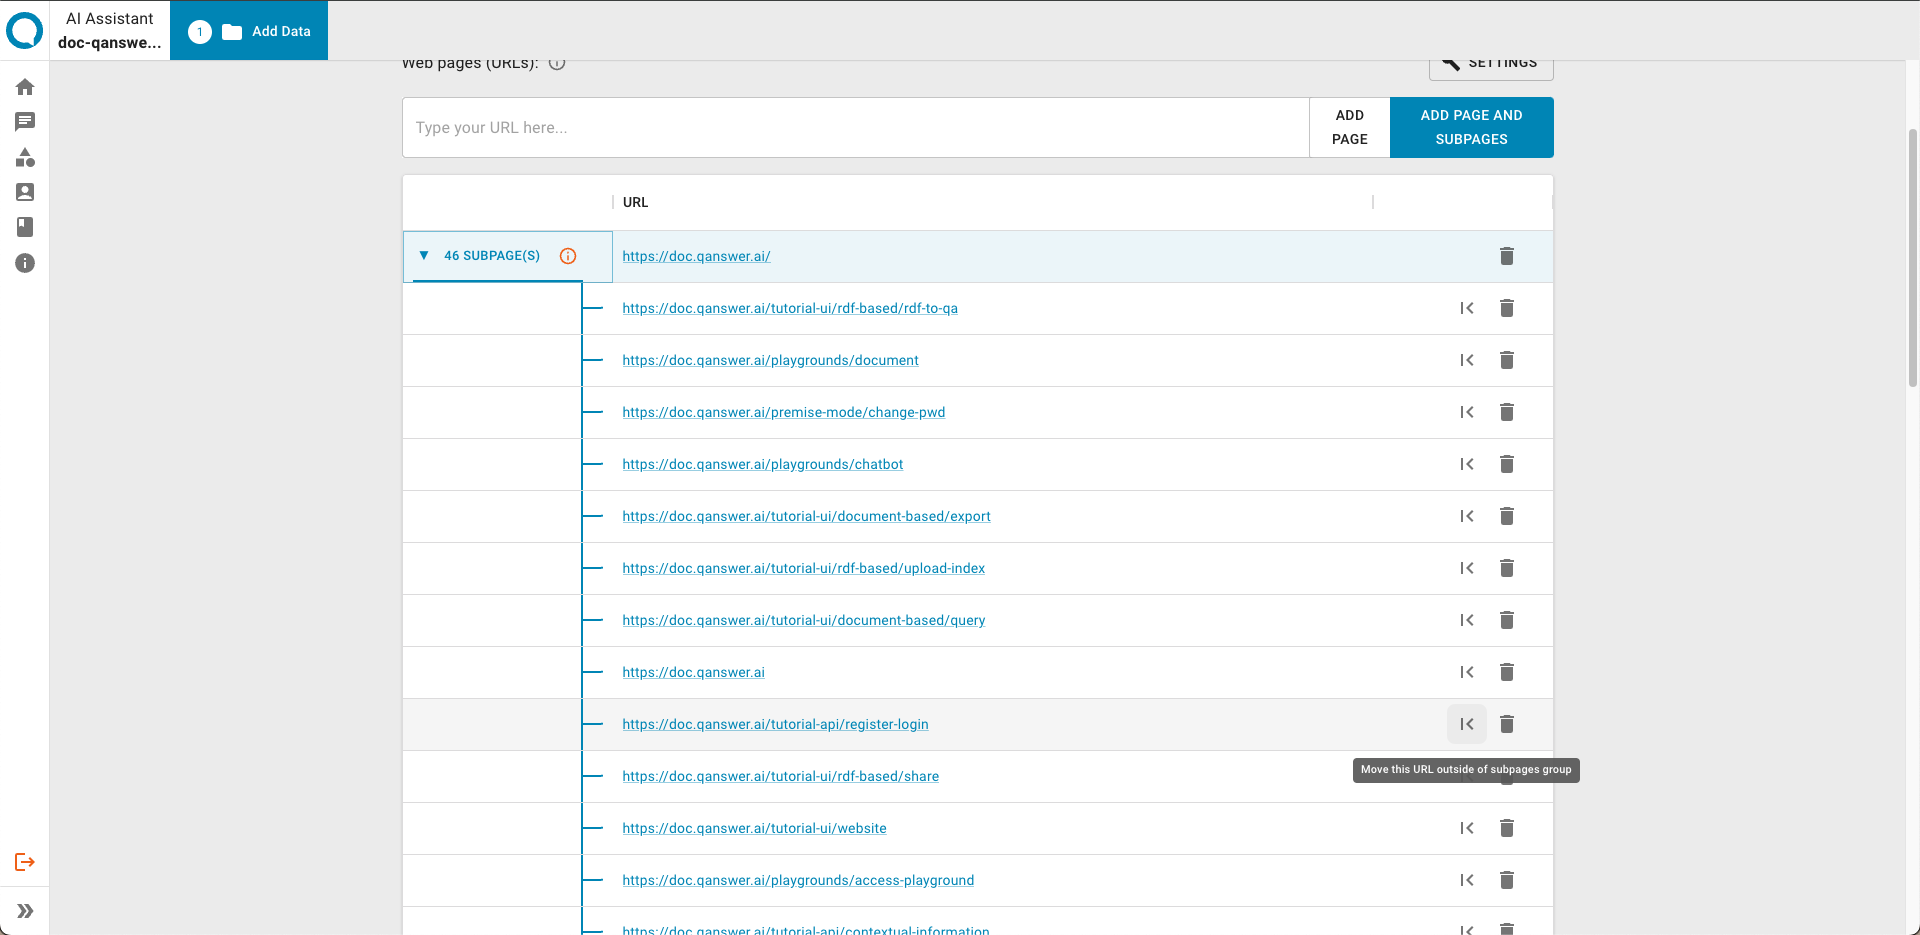 AI Assistant
doc-qanswe...
1
Add Data
Web pages (URLs):
SETTINGS
Type your URL here...
ADD
PAGE
ADD PAGE AND
SUBPAGES
URL
46 SUBPAGE(S)
https://doc.qanswer.ai/
https://doc.qanswer.ai/tutorial-ui/rdf-based/rdf-to-qa
https://doc.qanswer.ai/playgrounds/document
https://doc.qanswer.ai/premise-mode/change-pwd
https://doc.qanswer.ai/playgrounds/chatbot
https://doc.qanswer.ai/tutorial-ui/document-based/export
https://doc.qanswer.ai/tutorial-ui/rdf-based/upload-index
https://doc.qanswer.ai/tutorial-ui/document-based/query
https://doc.qanswer.ai
https://doc.qanswer.ai/tutorial-api/register-login
Move this URL outside of subpages group
https://doc.qanswer.ai/tutorial-ui/rdf-based/share
https://doc.qanswer.ai/tutorial-ui/website
https://doc.qanswer.ai/playgrounds/access-playground
https://doc.qanswer.ai/tutorial-api/contextual-information